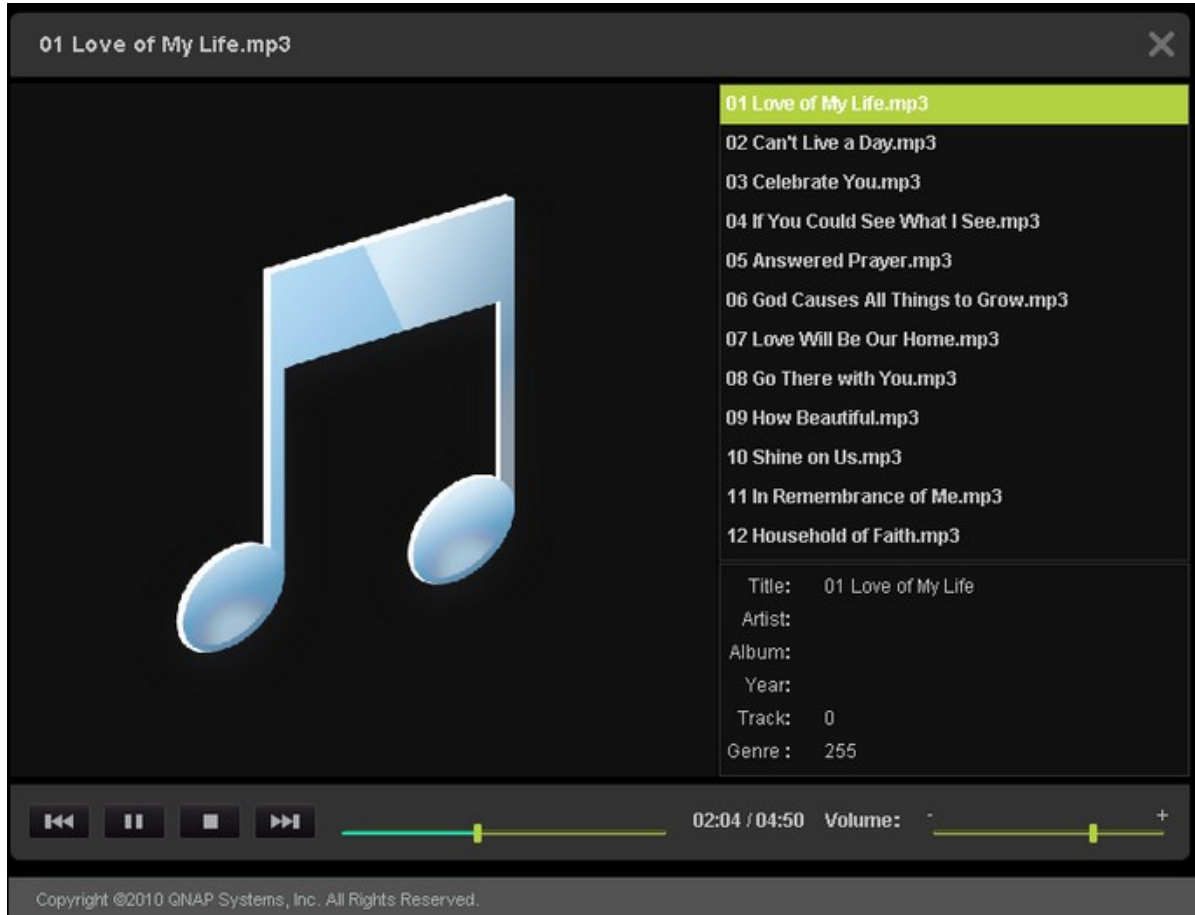 01 Love of My Life.mp3
01 Love of My Life.mp3
02 Can't Live a Day.mp3
03 Celebrate You.mp3
04 If You Could See What I See.mp3
05 Answered Prayer.mp3
06 God Causes All Things to Grow.mp3
07 Love Will Be Our Home.mp3
08 Go There with You.mp3
09 How Beautiful.mp3
10 Shine on Us.mp3
11 In Remembrance of Me.mp3
12 Household of Faith.mp3
Title: 01 Love of My Life
Artist:
Album:
Year:
Track: 0
Genre : 255
02:04 / 04:50 Volume: - +
Copyright ©2010 QNAP Systems, Inc. All Rights Reserved.